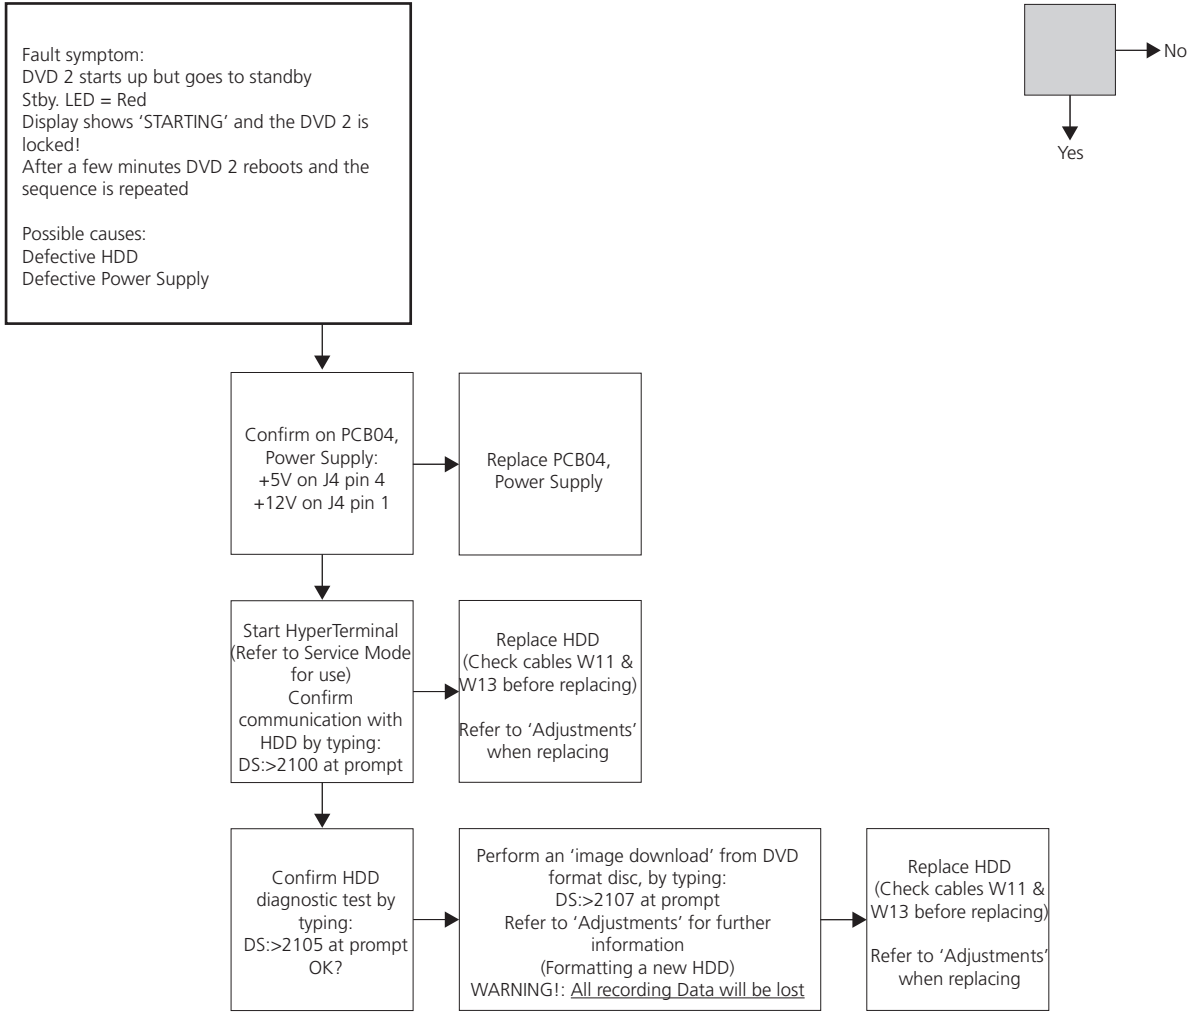 Fault symptom:
DVD 2 starts up but goes to standby
Stby. LED = Red
Display shows ‘STARTING’ and the DVD 2 is
locked!
After a few minutes DVD 2 reboots and the
sequence is repeated
Possible causes:
Defective HDD
Defective Power Supply
No
Yes
Confirm on PCB04,
Power Supply:
+5V on J4 pin 4
+12V on J4 pin 1
Replace PCB04,
Power Supply
Start HyperTerminal
(Refer to Service Mode
for use)
Confirm
communication with
HDD by typing:
DS:>2100 at prompt
Replace HDD
(Check cables W11 &
W13 before replacing)
Refer to ‘Adjustments’
when replacing
Confirm HDD
diagnostic test by
typing:
DS:>2105 at prompt
OK?
Perform an ‘image download’ from DVD
format disc, by typing:
DS:>2107 at prompt
Refer to ‘Adjustments’ for further
information
(Formatting a new HDD)
WARNING!: All recording Data will be lost
Replace HDD
(Check cables W11 &
W13 before replacing)
Refer to ‘Adjustments’
when replacing